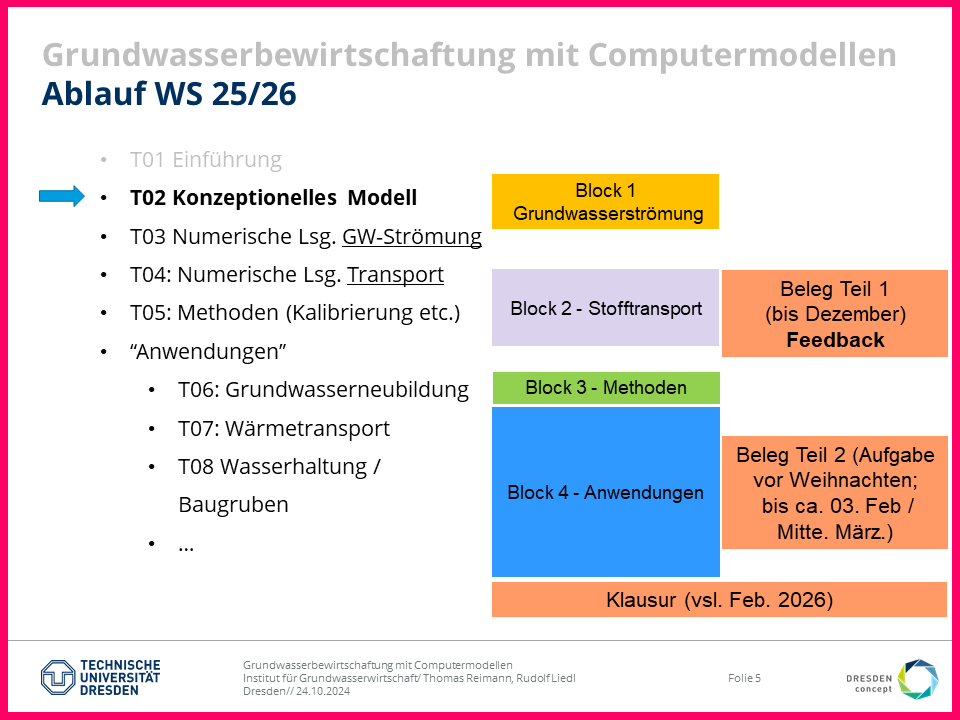 Grundwasserbewirtschaftung mit Computermodellen
Ablauf WS 25/26
• T01 Einführung
• T02 Konzeptionelles Modell
• T03 Numerische Lsg. GW-Strömung
• T04: Numerische Lsg. Transport
• T05: Methoden (Kalibrierung etc.)
• “Anwendungen”
• T06: Grundwasserneubildung
• T07: Wärmetransport
• T08 Wasserhaltung /
Baugruben
• ...
Block 1
Grundwasserströmung
Block 2 - Stofftransport
Beleg Teil 1
(bis Dezember)
Feedback
Block 3 - Methoden
Block 4 - Anwendungen
Beleg Teil 2 (Aufgabe
vor Weihnachten;
bis ca. 03. Feb /
Mitte. März.)
Klausur (vsl. Feb. 2026)
TECHNISCHE
UNIVERSITÄT
DRESDEN
Grundwasserbewirtschaftung mit Computermodellen
Institut für Grundwasserwirtschaft/ Thomas Reimann, Rudolf Liedl
Dresden// 24.10.2024
Folie 5
DRESDEN
concept